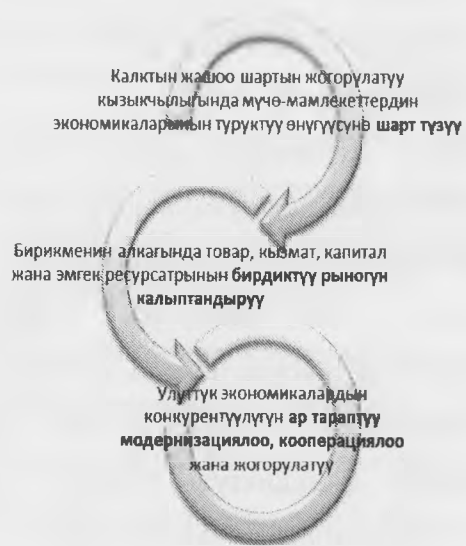 Калктын жашоо шартын жогорулатуу
кызыкчылыгында мүчө-мамлекеттердин
экономикаларынын туруктуу өнүгүүсүнө шарт түзүү
Бирикменин алкагында товар, кызмат, капитал
жана эмгек ресурсатрынын бирдиктүү рыногун
калыптандыруу
Улуттук экономикалардын
конкуренттүүлүгүн ар тараптуу
модернизациялоо, кооперациялоо
жана жогорулатуу